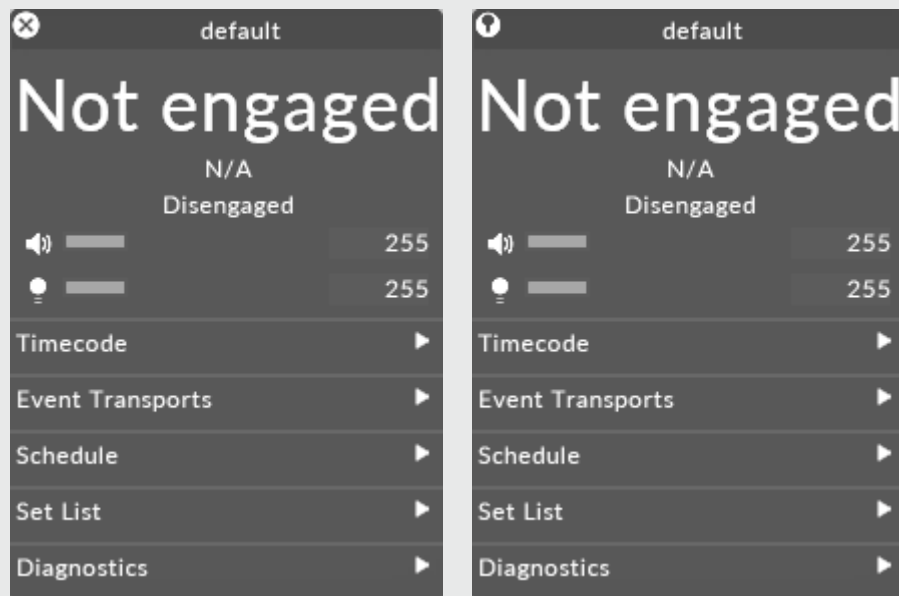 default
Not engaged
N/A
Disengaged
255
255
Timecode
Event Transports
Schedule
Set List
Diagnostics
default
Not engaged
N/A
Disengaged
255
255
Timecode
Event Transports
Schedule
Set List
Diagnostics